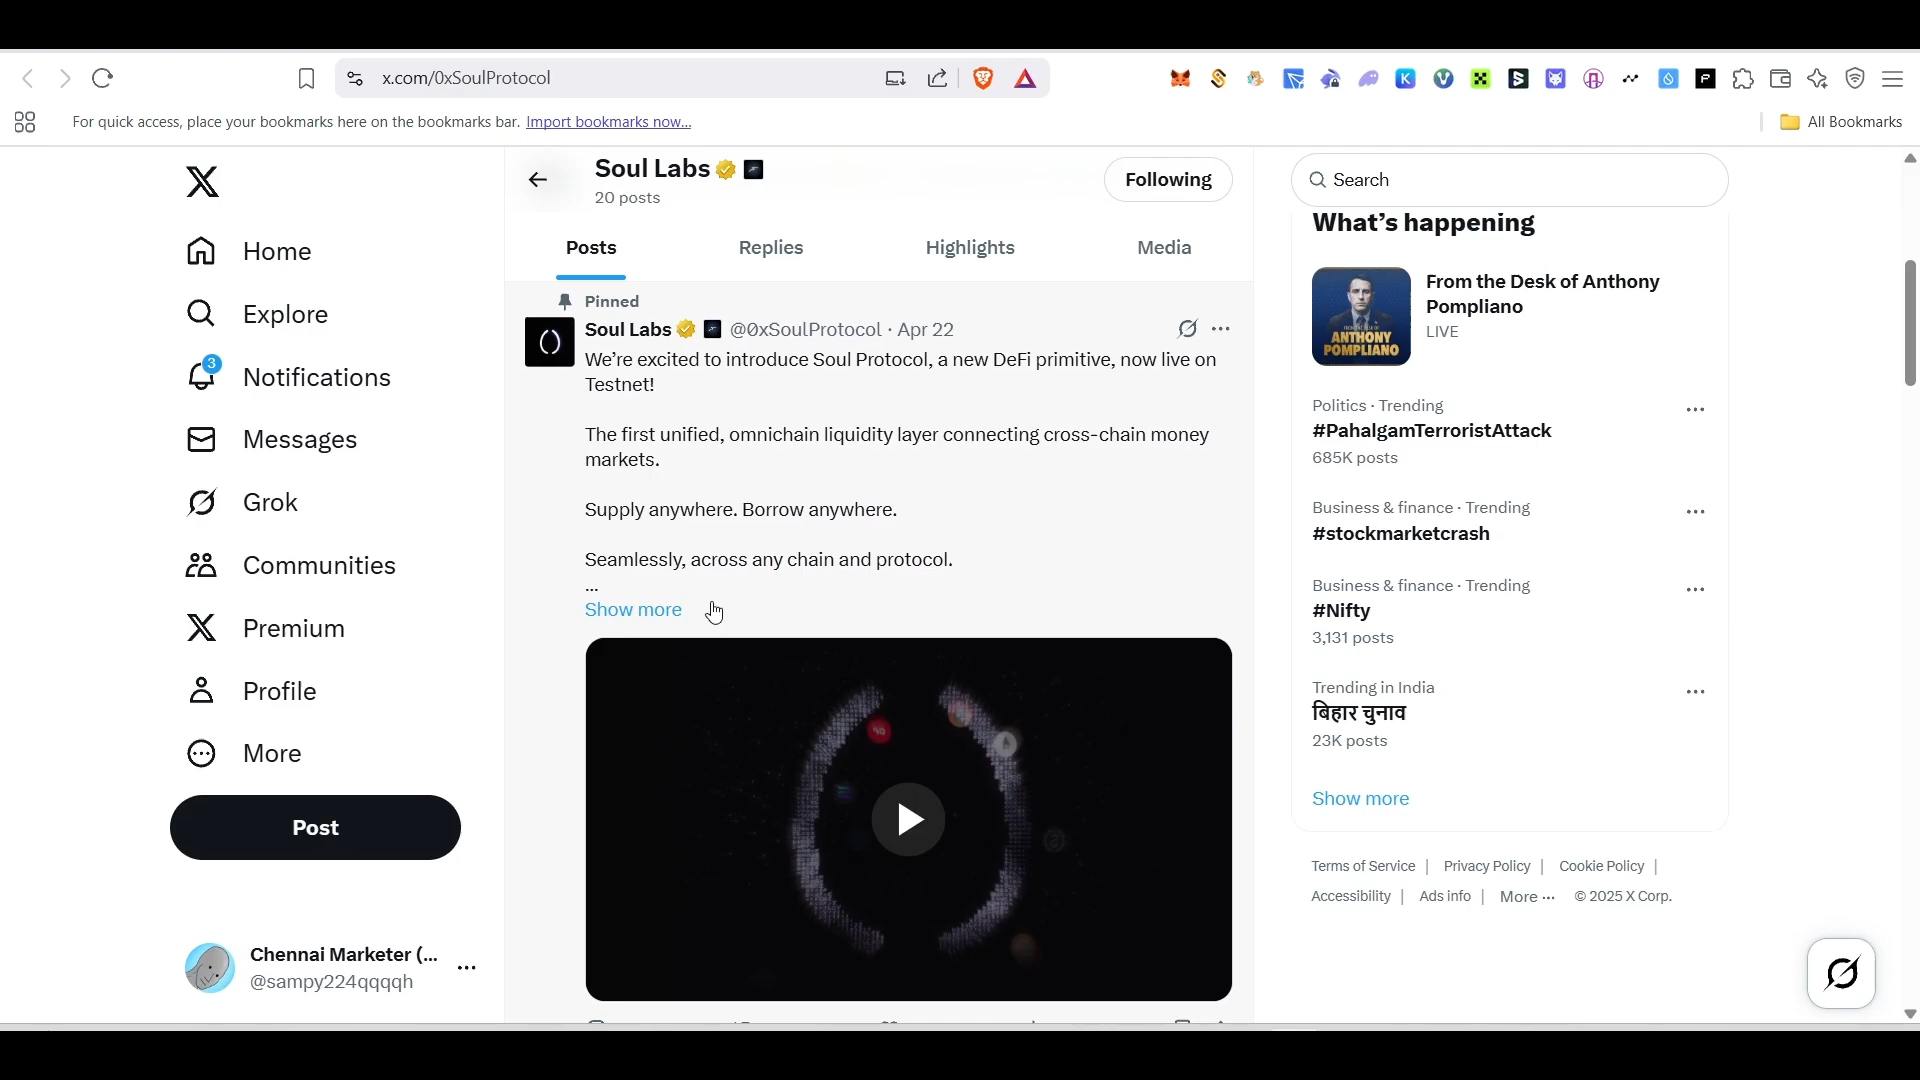 x.com/0xSoulProtocol
For quick access, place your bookmarks here on the bookmarks bar. Import bookmarks now...
All Bookmarks
Home
Explore
3
Notifications
Messages
Grok
Communities
Premium
Profile
More
Post
Chennai Marketer (...
@sampy224qqqqh
Soul Labs
20 posts
Following
Posts
Replies
Highlights
Media
Pinned
Soul Labs @0xSoulProtocol · Apr 22
We're excited to introduce Soul Protocol, a new DeFi primitive, now live on
Testnet!
The first unified, omnichain liquidity layer connecting cross-chain money
markets.
Supply anywhere. Borrow anywhere.
Seamlessly, across any chain and protocol.
...
Show more
Search
What's happening
ANTHONY
POMPLIANO
From the Desk of Anthony
Pompliano
LIVE
Politics · Trending
#PahalgamTerroristAttack
685K posts
Business & finance · Trending
#stockmarketcrash
Business & finance · Trending
#Nifty
3,131 posts
Trending in India
बिहार चुनाव
23K posts
Show more
Terms of Service |
Privacy Policy |
Cookie Policy |
Accessibility |
Ads info |
More ···
© 2025 X Corp.